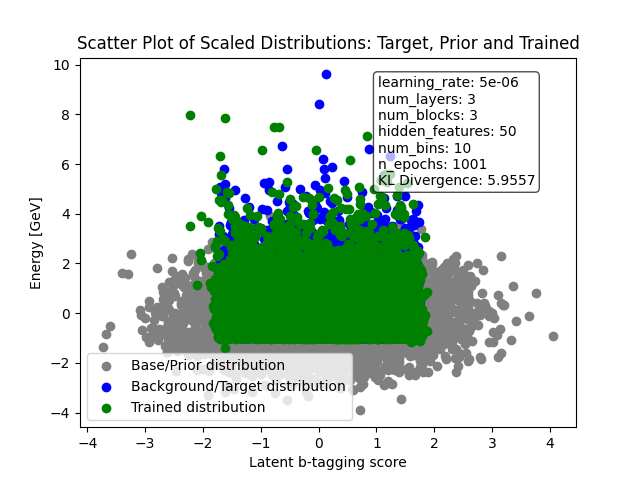 Scatter Plot of Scaled Distributions: Target, Prior and Trained
learning_rate: 5e-06
num_layers: 3
num_blocks: 3
hidden_features: 50
num_bins: 10
n_epochs: 1001
KL Divergence: 5.9557
10
8
6
4
2
0
−2
−4
Energy [GeV]
Base/Prior distribution
Background/Target distribution
Trained distribution
−4 −3 −2 −1 0 1 2 3 4
Latent b-tagging score